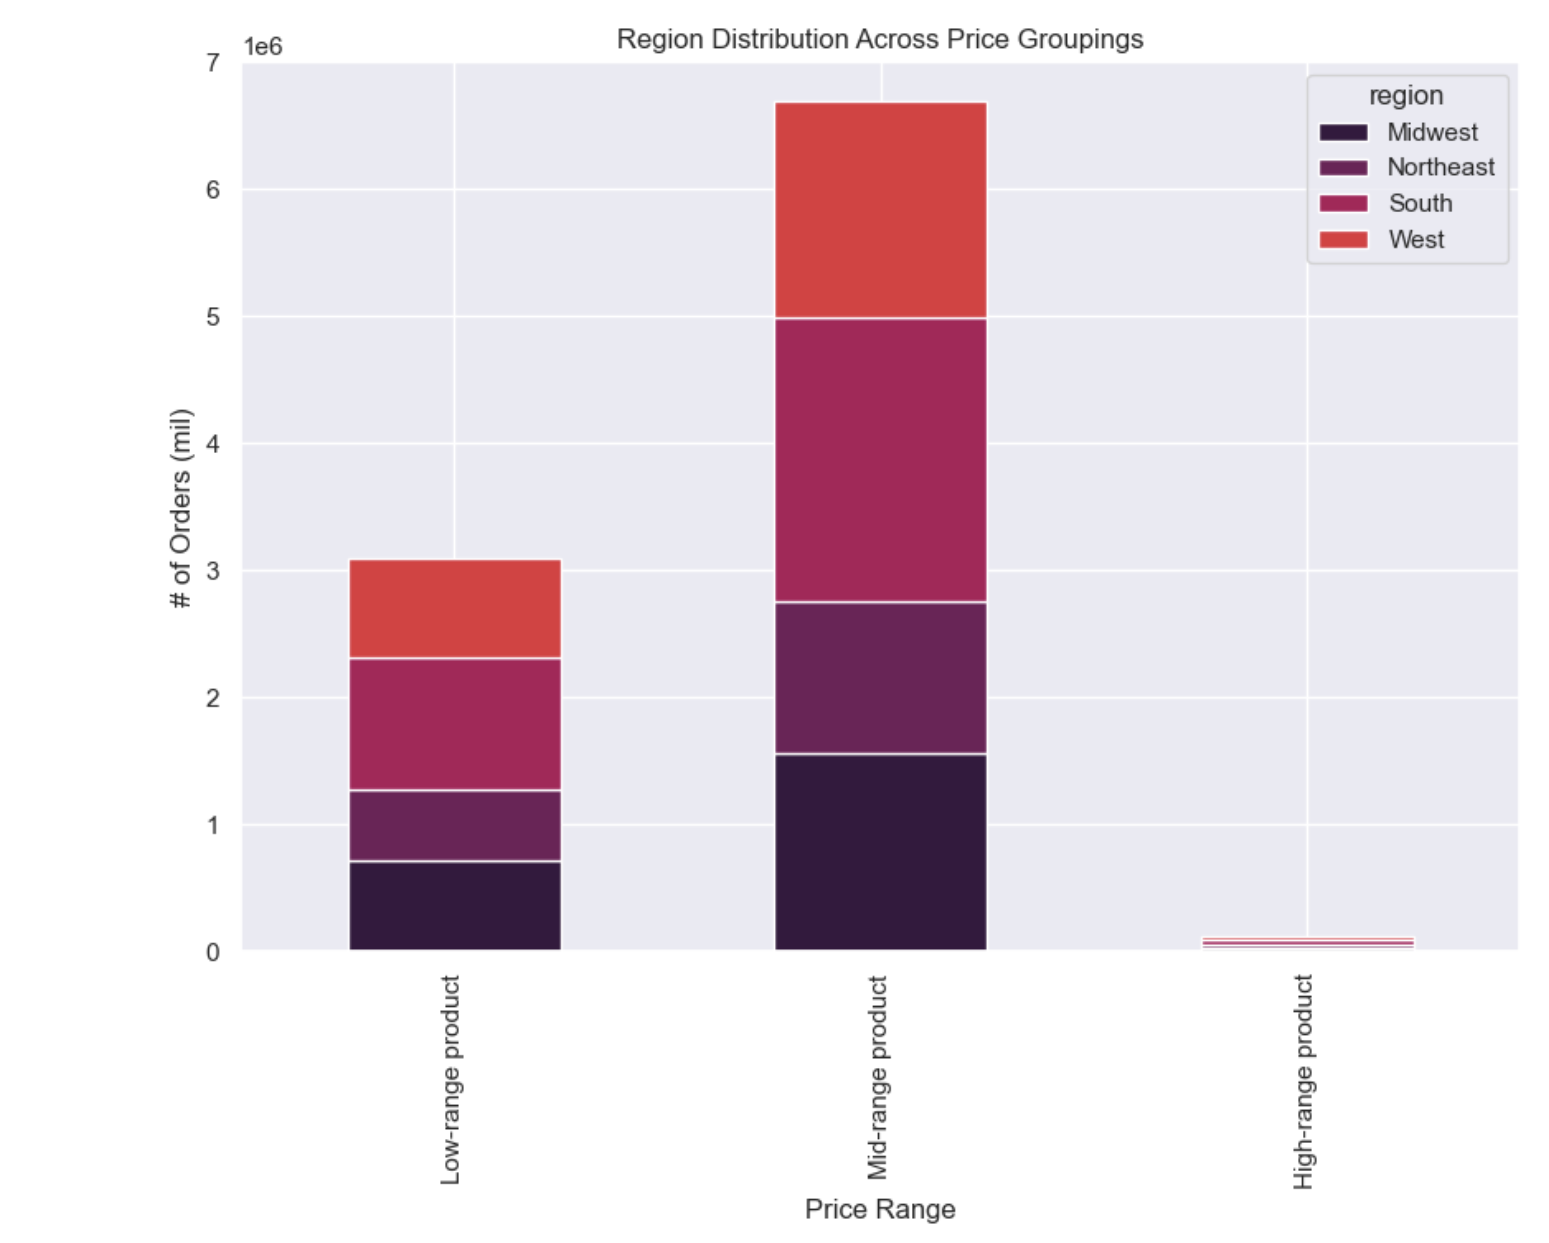 Region Distribution Across Price Groupings
1e6
7
6
5
4
3
2
1
0
# of Orders (mil)
region
Midwest
Northeast
South
West
Low-range product
Mid-range product
High-range product
Price Range